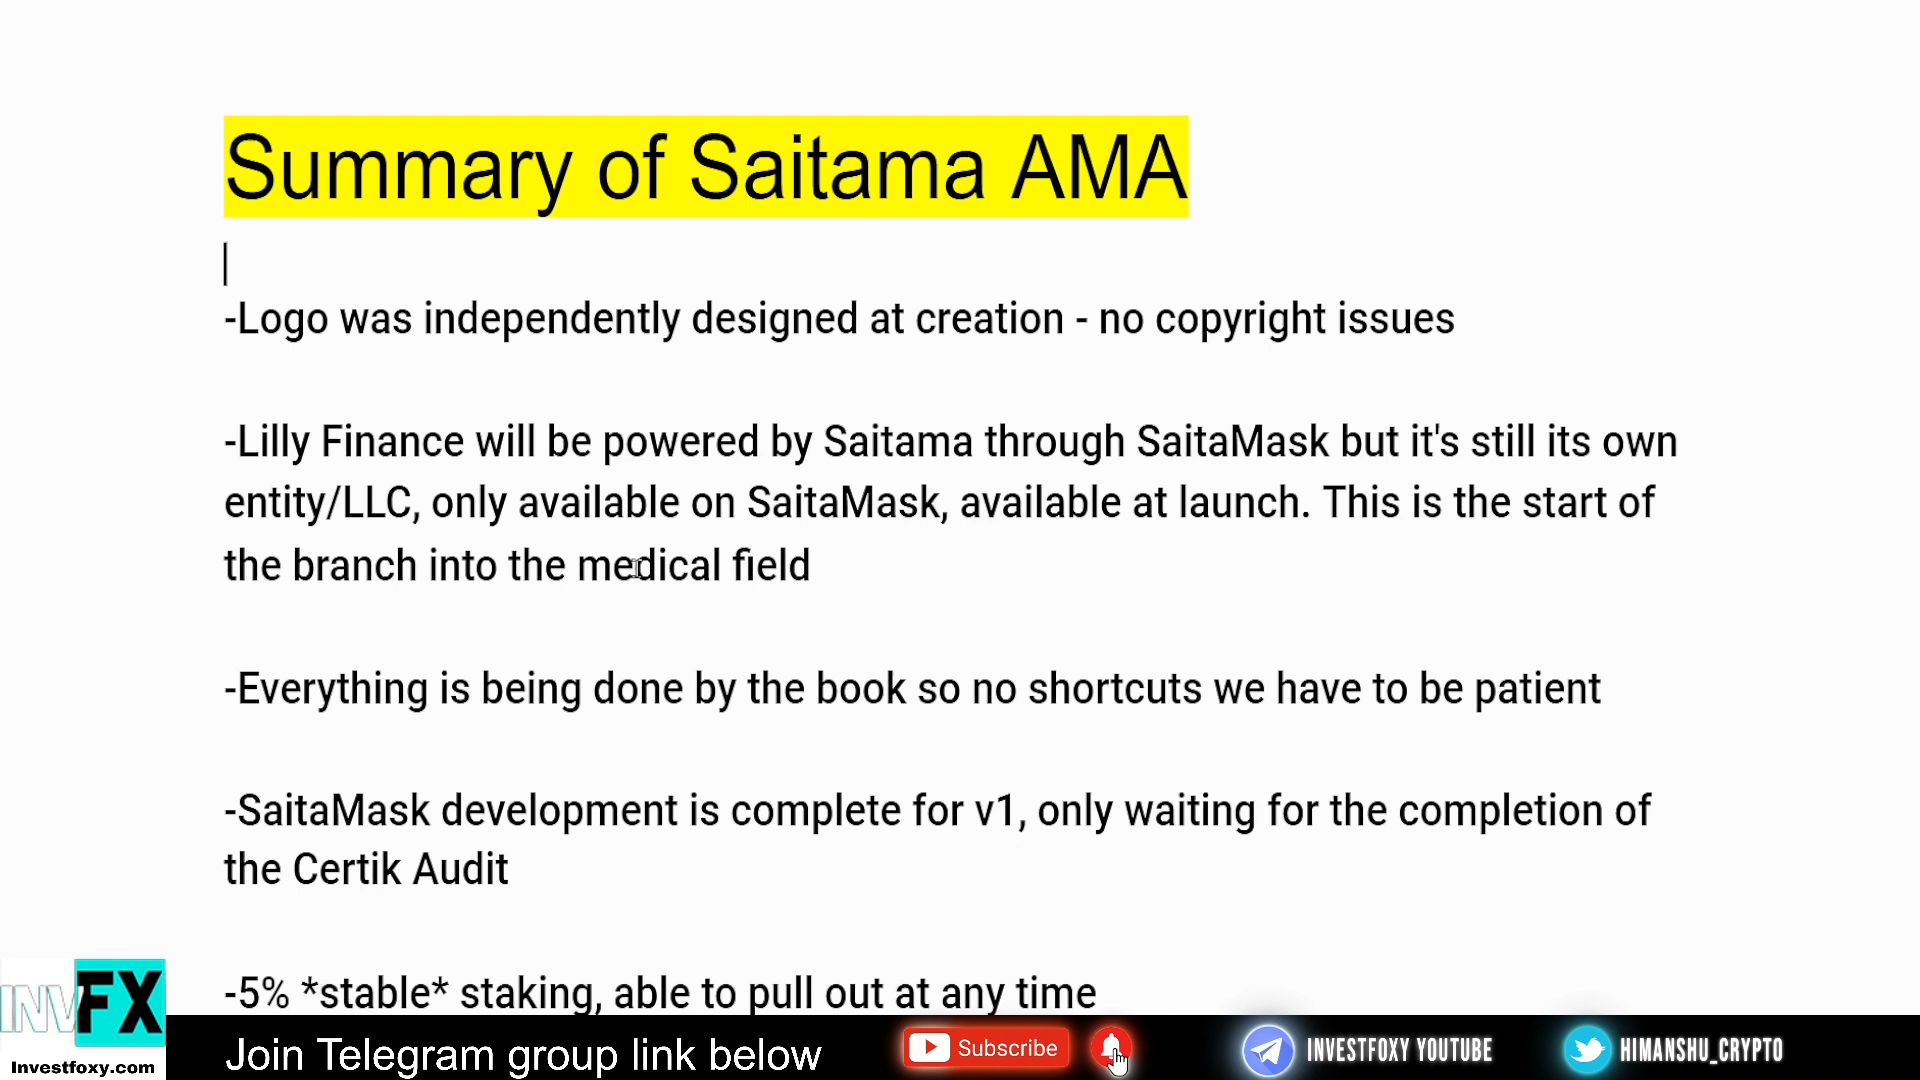 Summary of Saitama AMA
-Logo was independently designed at creation - no copyright issues
-Lilly Finance will be powered by Saitama through SaitaMask but it's still its own
entity/LLC, only available on SaitaMask, available at launch. This is the start of
the branch into the medical field
-Everything is being done by the book so no shortcuts we have to be patient
-SaitaMask development is complete for v1, only waiting for the completion of
the Certik Audit
-5% *stable* staking, able to pull out at any time
INVFX
Investfoxy.com
Join Telegram group link below
Subscribe
INVESTFOXY YOUTUBE
HIMANSHU_CRYPTO